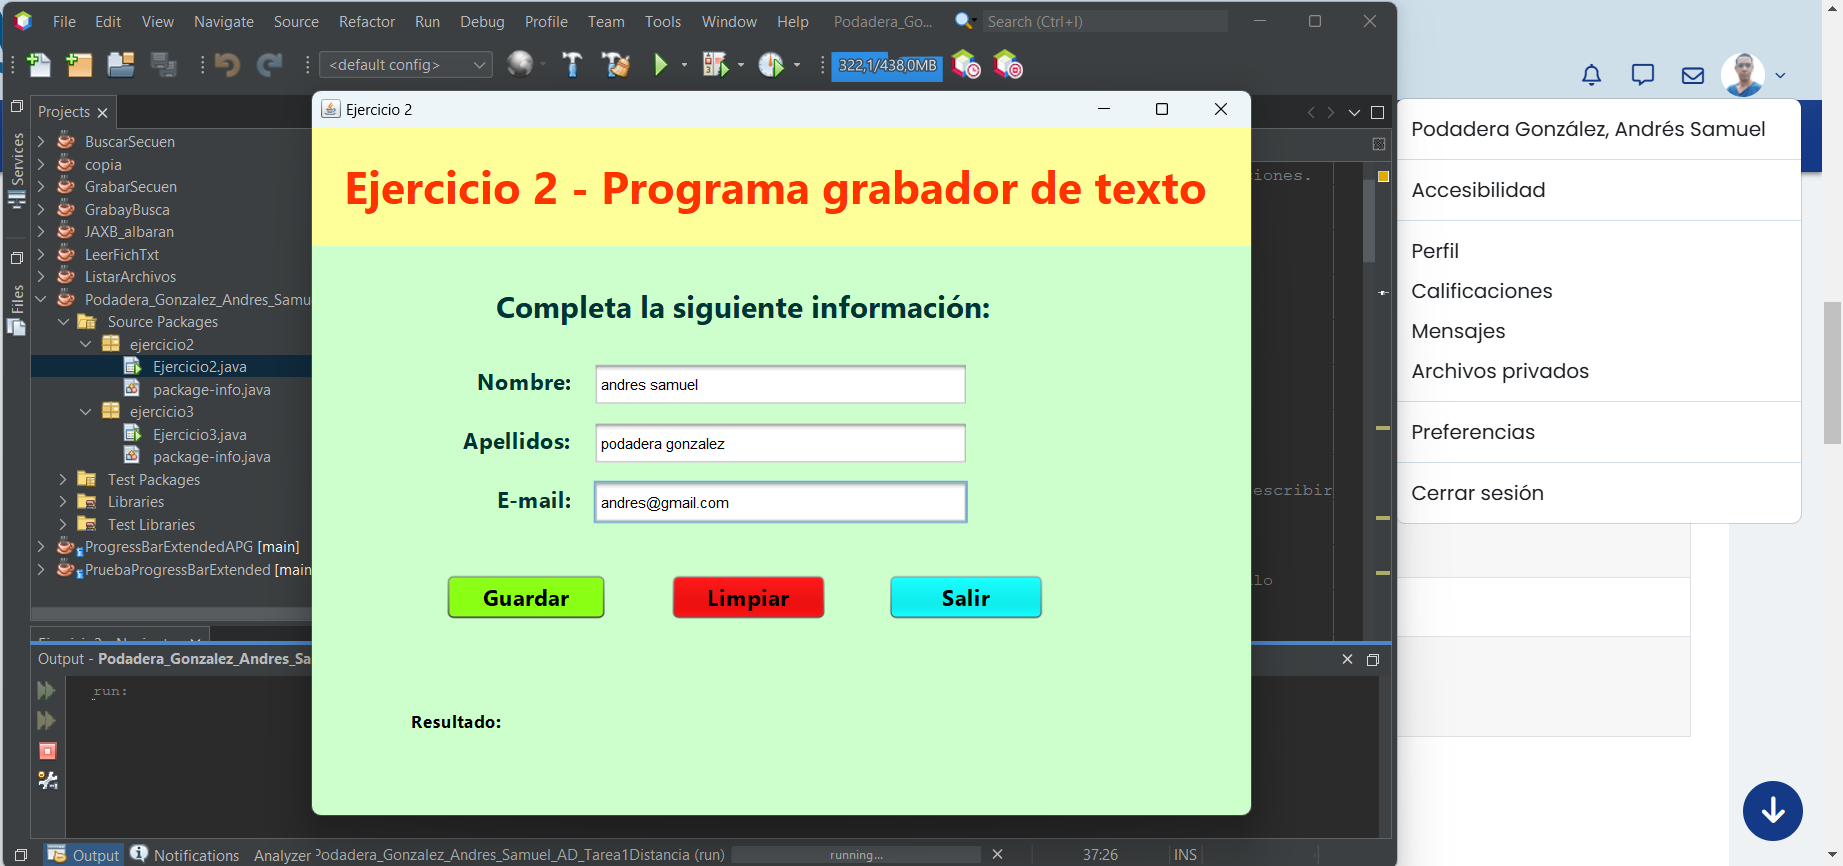 File Edit View Navigate Source Refactor Run Debug Profile Team Tools Window Help Podadera_Go... Search (Ctrl+I)
<default config> 322,1/438,0MB
Projects
Services
Files
BuscarSecuen
copia
GrabarSecuen
GrabayBusca
JAXB_albaran
LeerFichTxt
ListarArchivos
Podadera_Gonzalez_Andres_Samu
Source Packages
ejercicio2
Ejercicio2.java
package-info.java
ejercicio3
Ejercicio3.java
package-info.java
Test Packages
Libraries
Test Libraries
ProgressBarExtendedAPG [main]
PruebaProgressBarExtended [main
Ejercicio 2
Ejercicio 2 - Programa grabador de texto
Completa la siguiente información:
Nombre: andres samuel
Apellidos: podadera gonzalez
E-mail: andres@gmail.com
Guardar Limpiar Salir
Resultado:
iones.
escribir
lo
Output - Podadera_Gonzalez_Andres_Sa
run:
Output Notifications Analyzer Podadera_Gonzalez_Andres_Samuel_AD_Tarea1Distancia (run) running... 37:26 INS
Podadera González, Andrés Samuel
Accesibilidad
Perfil
Calificaciones
Mensajes
Archivos privados
Preferencias
Cerrar sesión